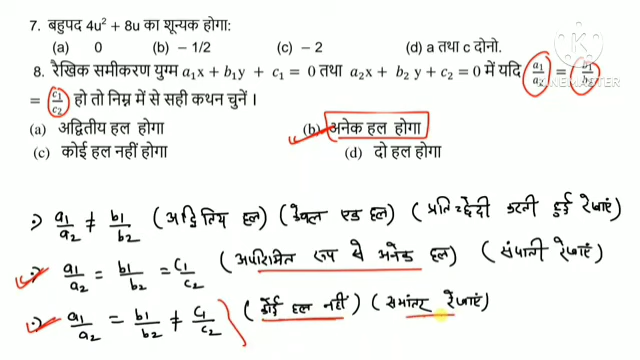 7. बहुपद 4u² + 8u का शून्यक होगा:
(a) 0 (b) − 1/2 (c) − 2 (d) a तथा c दोनो.
8. रैखिक समीकरण युग्म a₁x + b₁y + c₁ = 0 तथा a₂x + b₂ y + c₂ = 0 में यदि a₁/a₂ = b₁/b₂
= c₁/c₂ हो तो निम्न में से सही कथन चुनें ।
(a) अद्वितीय हल होगा (b) अनेक हल होगा
(c) कोई हल नहीं होगा (d) दो हल होगा
a₁/a₂ ≠ b₁/b₂ (अद्वितिय हल) (केवल एक हल) (प्रतिच्छेदी करती हुई रेखाएं)
a₁/a₂ = b₁/b₂ = c₁/c₂ (अपरिमित रूप से अनेक हल) (संपाती रेखाएं)
a₁/a₂ = b₁/b₂ ≠ c₁/c₂ (कोई हल नहीं) (समांतर रेखाएं)
KINEMASTER